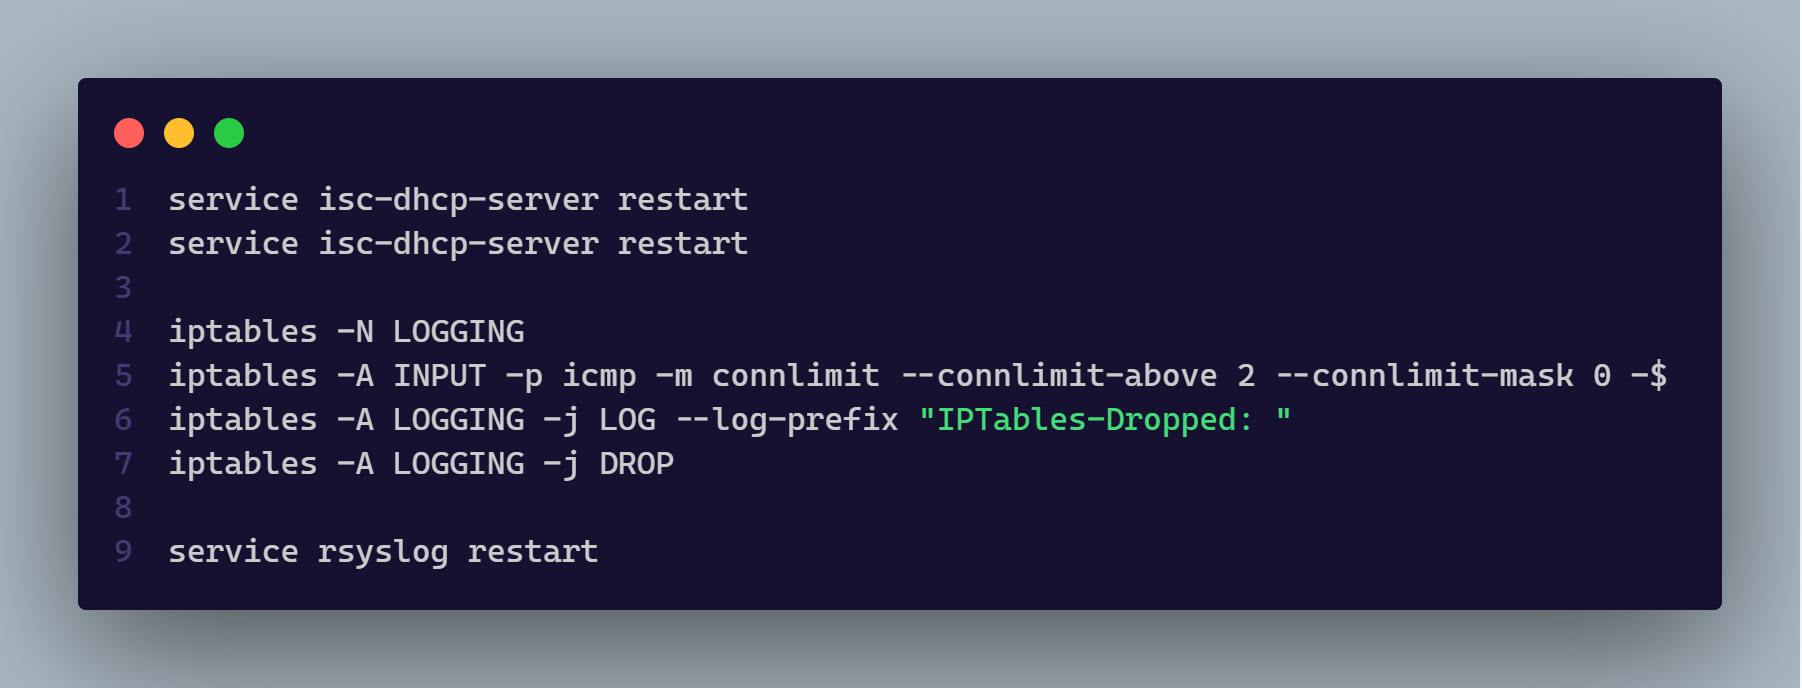 1 service isc-dhcp-server restart
2 service isc-dhcp-server restart
3
4 iptables -N LOGGING
5 iptables -A INPUT -p icmp -m connlimit --connlimit-above 2 --connlimit-mask 0 -$
6 iptables -A LOGGING -j LOG --log-prefix "IPTables-Dropped: "
7 iptables -A LOGGING -j DROP
8
9 service rsyslog restart